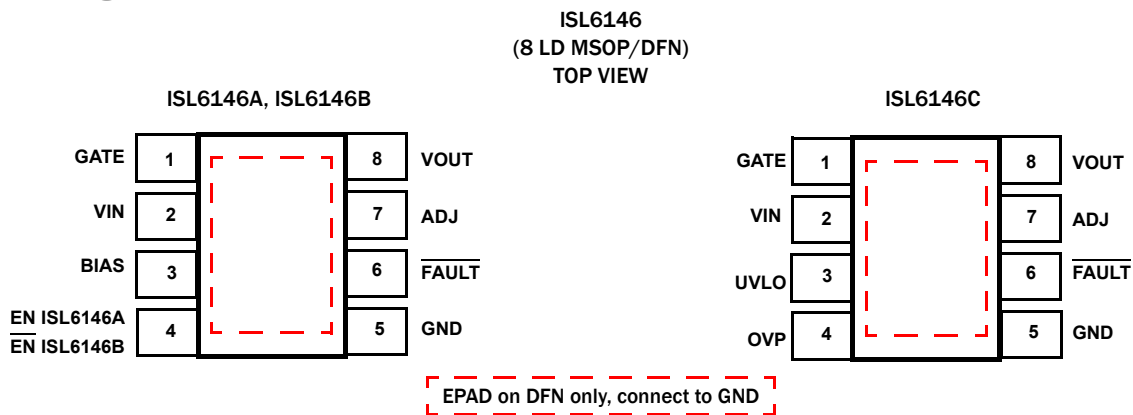 ISL6146
(8 LD MSOP/DFN)
TOP VIEW
ISL6146A, ISL6146B
GATE 1 8 VOUT
VIN 2 7 ADJ
BIAS 3 6 FAULT
EN ISL6146A
EN ISL6146B 4 5 GND
ISL6146C
GATE 1 8 VOUT
VIN 2 7 ADJ
UVLO 3 6 FAULT
OVP 4 5 GND
EPAD on DFN only, connect to GND